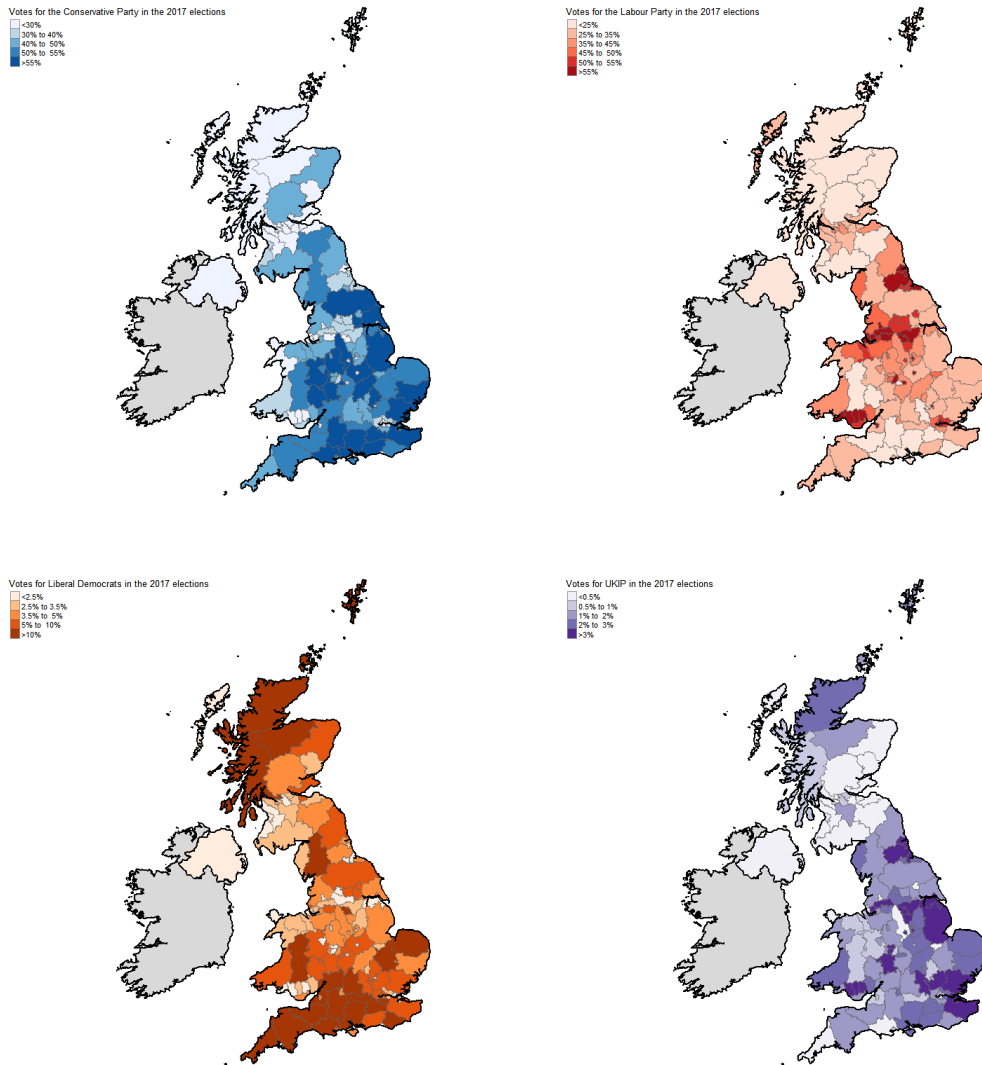 Votes for the Conservative Party in the 2017 elections
<30%
30% to 40%
40% to  50%
50% to  55%
>55%
Votes for the Labour Party in the 2017 elections
<25%
25% to 35%
35% to 45%
45% to  50%
50% to  55%
>55%
Votes for Liberal Democrats in the 2017 elections
<2.5%
2.5% to 3.5%
3.5% to  5%
5% to  10%
>10%
Votes for UKIP in the 2017 elections
<0.5%
0.5% to 1%
1% to  2%
2% to  3%
>3%